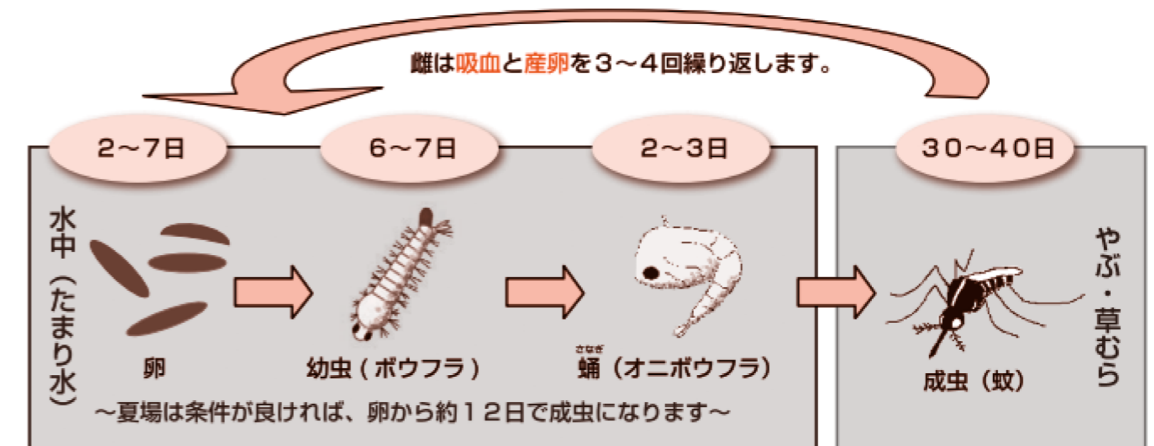 雌は吸血と産卵を３～４回繰り返します。
２～７日
６～７日
２～３日
３０～４０日
水中（たまり水）
やぶ・草むら
卵
幼虫（ボウフラ）
さなぎ
蛹（オニボウフラ）
成虫（蚊）
～夏場は条件が良ければ、卵から約１２日で成虫になります～